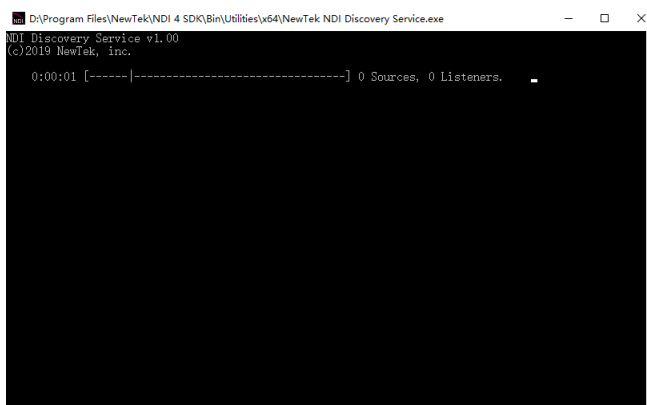 NDI D:\Program Files\NewTek\NDI 4 SDK\Bin\Utilities\x64\NewTek NDI Discovery Service.exe
NDI Discovery Service v1.00
(c)2019 NewTek, inc.
0:00:01 [------|---------------------------------] 0 Sources, 0 Listeners.